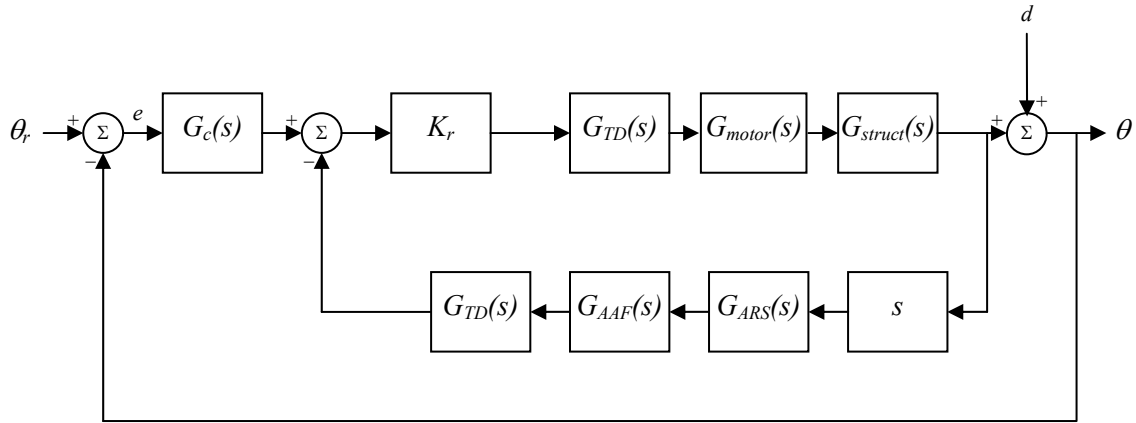 d
θr + Σ − e Gc(s) + Σ − Kr GTD(s) Gmotor(s) Gstruct(s) + Σ + θ
GTD(s) GAAF(s) GARS(s) s